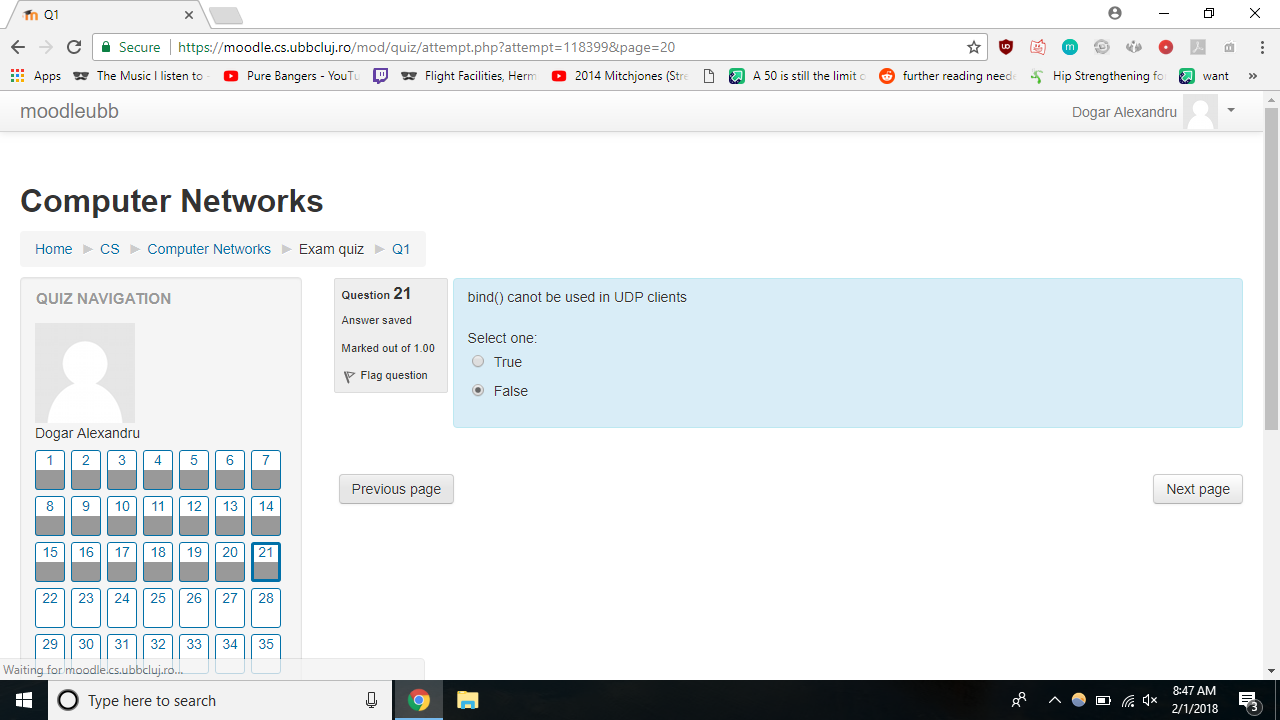 Q1
Secure
https://moodle.cs.ubbcluj.ro/mod/quiz/attempt.php?attempt=118399&page=20
Apps
The Music I listen to
Pure Bangers - YouTu
Flight Facilities, Herm
2014 Mitchjones (Stre
A 50 is still the limit o
further reading neede
Hip Strengthening fo
want
»
moodleubb
Dogar Alexandru
Computer Networks
Home ► CS ► Computer Networks ► Exam quiz ► Q1
QUIZ NAVIGATION
Dogar Alexandru
1 2 3 4 5 6 7
8 9 10 11 12 13 14
15 16 17 18 19 20 21
22 23 24 25 26 27 28
29 30 31 32 33 34 35
Question 21
Answer saved
Marked out of 1.00
Flag question
bind() canot be used in UDP clients
Select one:
True
False
Previous page
Next page
Waiting for moodle.cs.ubbcluj.ro...
Type here to search
8:47 AM
2/1/2018
3